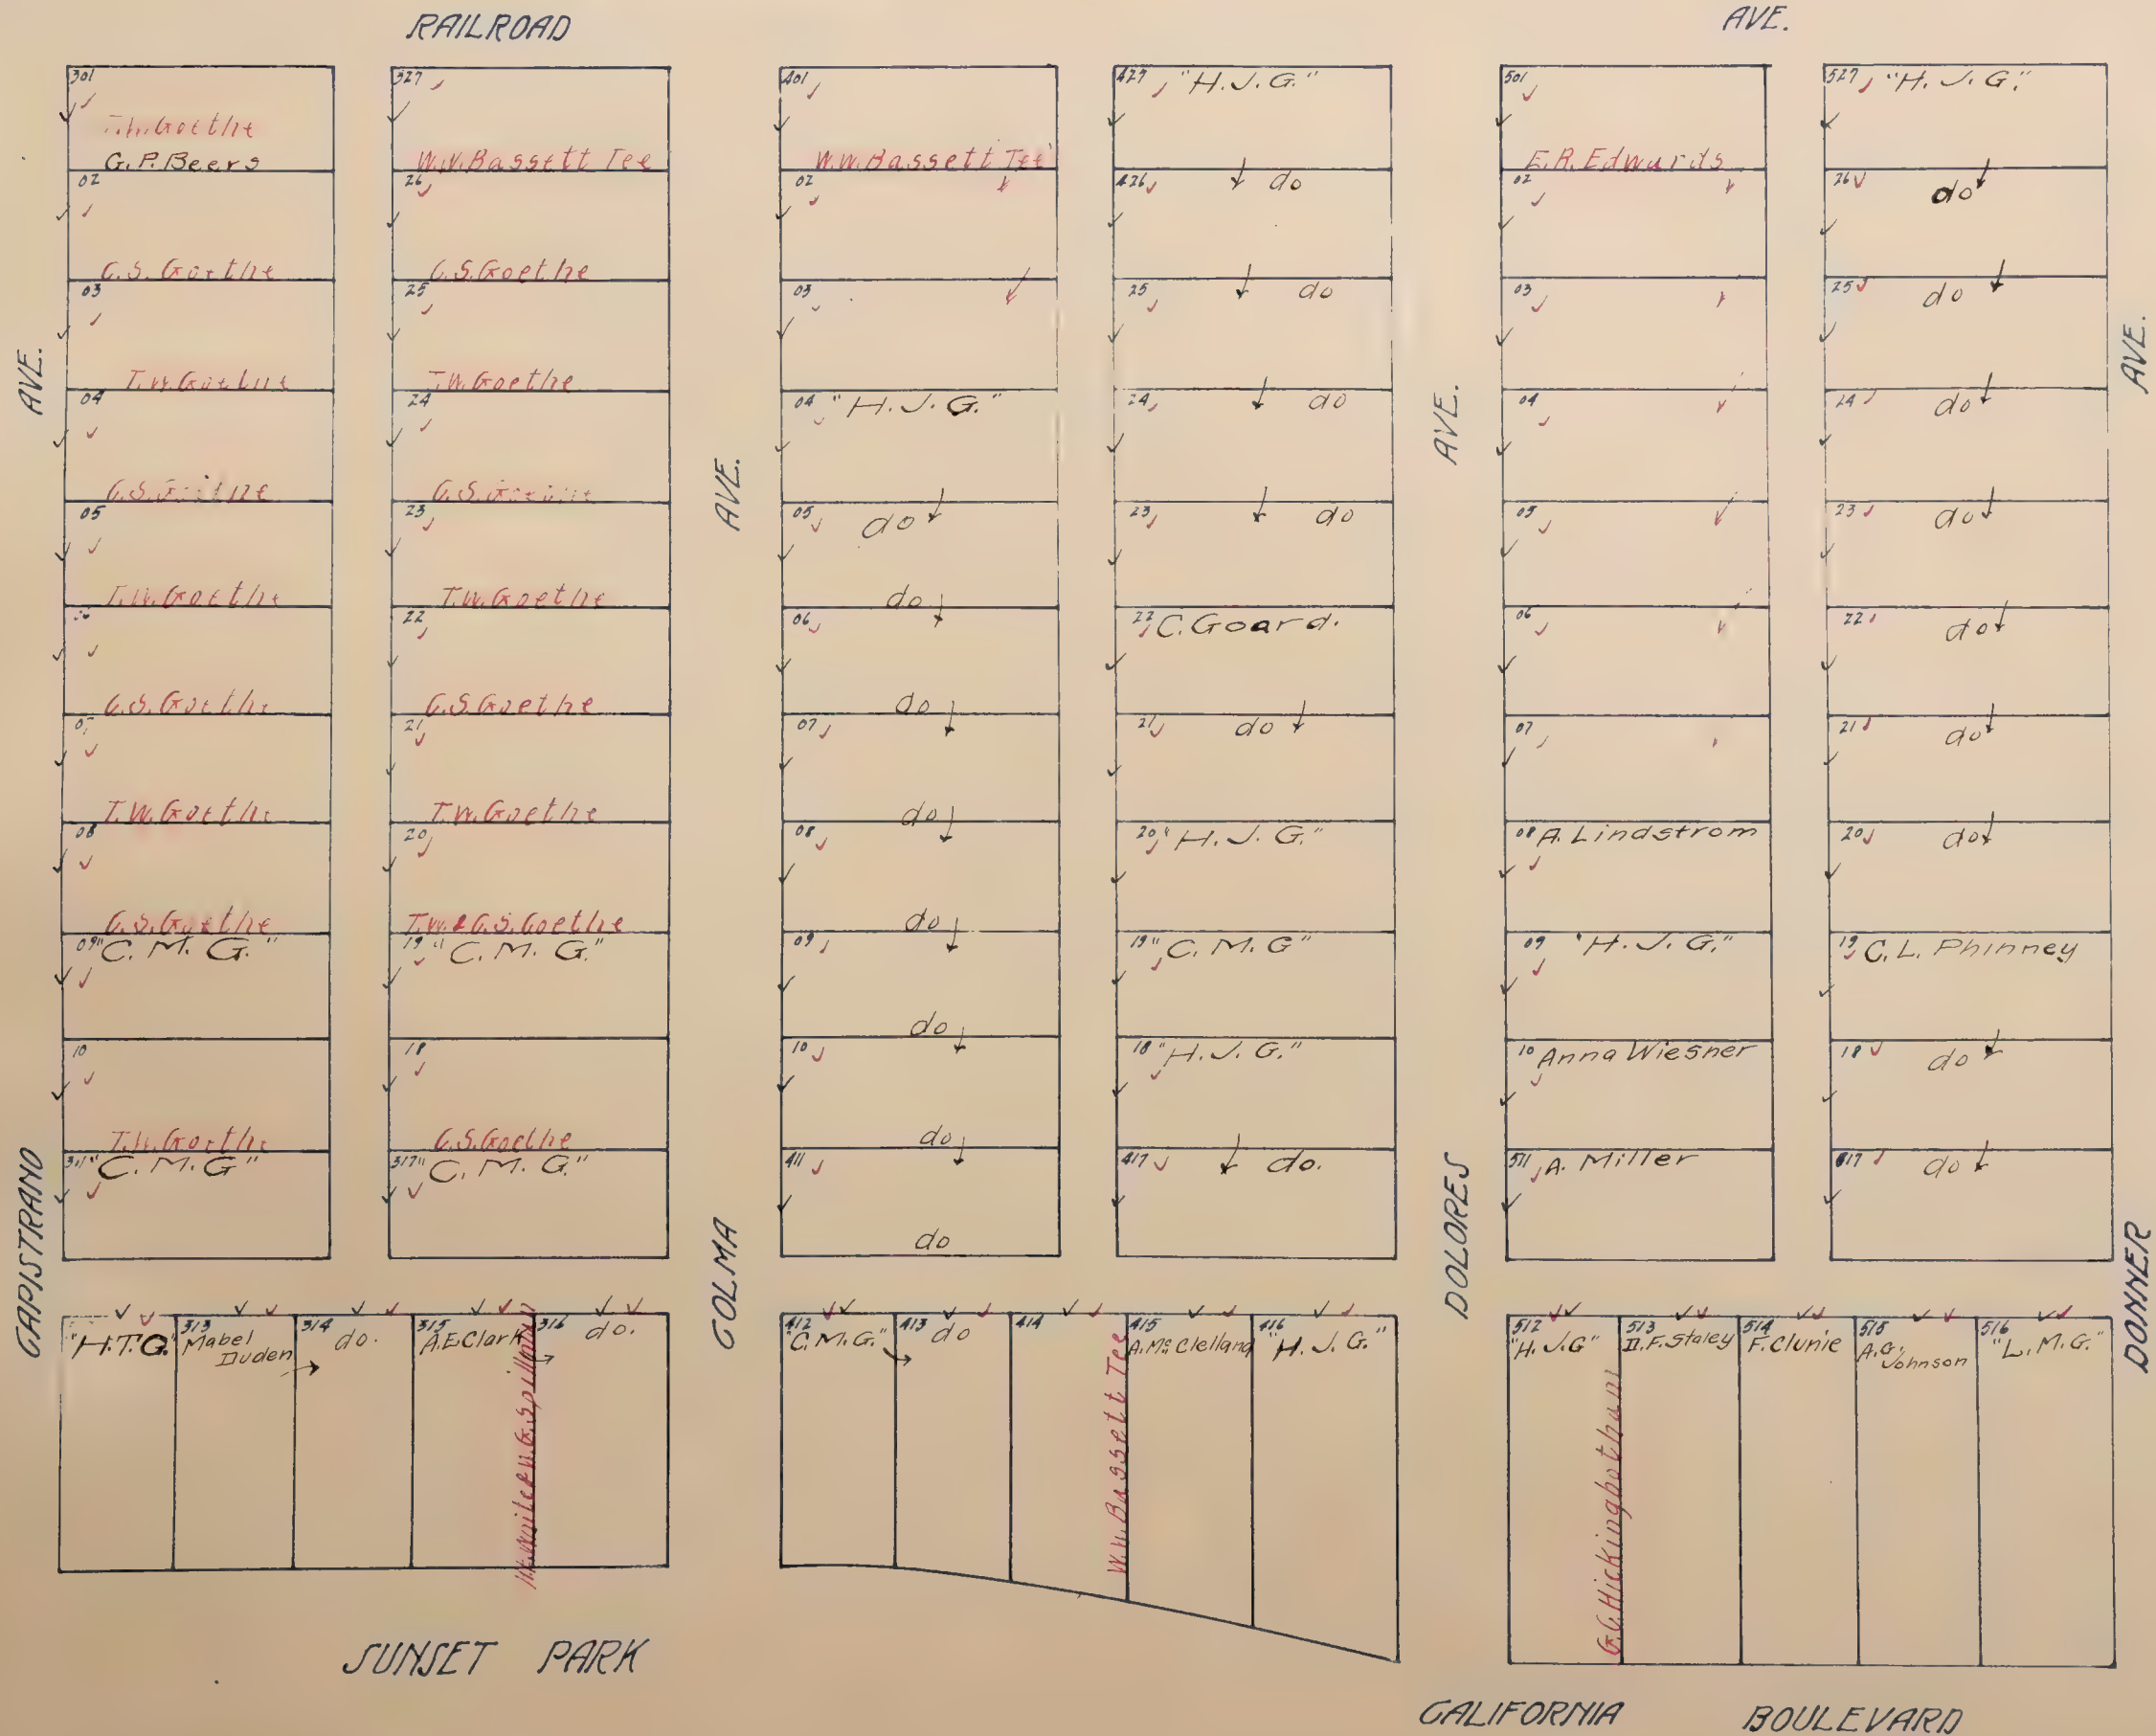 RAILROAD AVE.
AVE.
CAPISTRANO
301
G.P. Beers
02
C.S. Goethe
03
T.W. Goethe
04
05
T.W. Goethe
C.S. Goethe
07
T.W. Goethe
08
C.S. Goethe
09 "C. M. G."
10
T.W. Goethe
"C. M. G"
327
W.W. Bassett Tee
26
C.S. Goethe
25
T.W. Goethe
24
C.S. Goethe
23
T.W. Goethe
22
C.S. Goethe
21
T.W. Goethe
20
T.W. & C.S. Goethe
19 "C. M. G."
18
C.S. Goethe
317 "C. M. G."
"H.T.G."
313 Mabel
Duden
314 do.
315 A.E. Clark
316 do.
AVE.
COLMA
401
W.W. Bassett Tee
02
03
04 "H. J. G."
05 do
do
06
do
07
do
08
do
09
do
10
do
411
do
427 "H. J. G."
426 do
25 do
24 do
23 do
22 C. Goard.
21 do
20 "H. J. G."
19 "C. M. G"
18 "H. J. G."
417 do.
412 "C. M. G."
413 do
414
W.W. Bassett Tee
415 A. McClelland
416 "H. J. G."
AVE.
DOLORES
501
E.R. Edwards
02
03
04
05
06
07
08 A. Lindstrom
09 "H. J. G."
10 Anna Wiesner
511 A. Miller
527 "H. J. G."
26 do
25 do
24 do
23 do
22 do
21 do
20 do
19 C. L. Phinney
18 do
517 do
512 "H. J. G"
G.C. Hickingbotham
513 D. F. Staley
514 F. Clunie
515 A.G. Johnson
516 "L. M. G."
AVE.
DONNER
SUNSET PARK
CALIFORNIA BOULEVARD